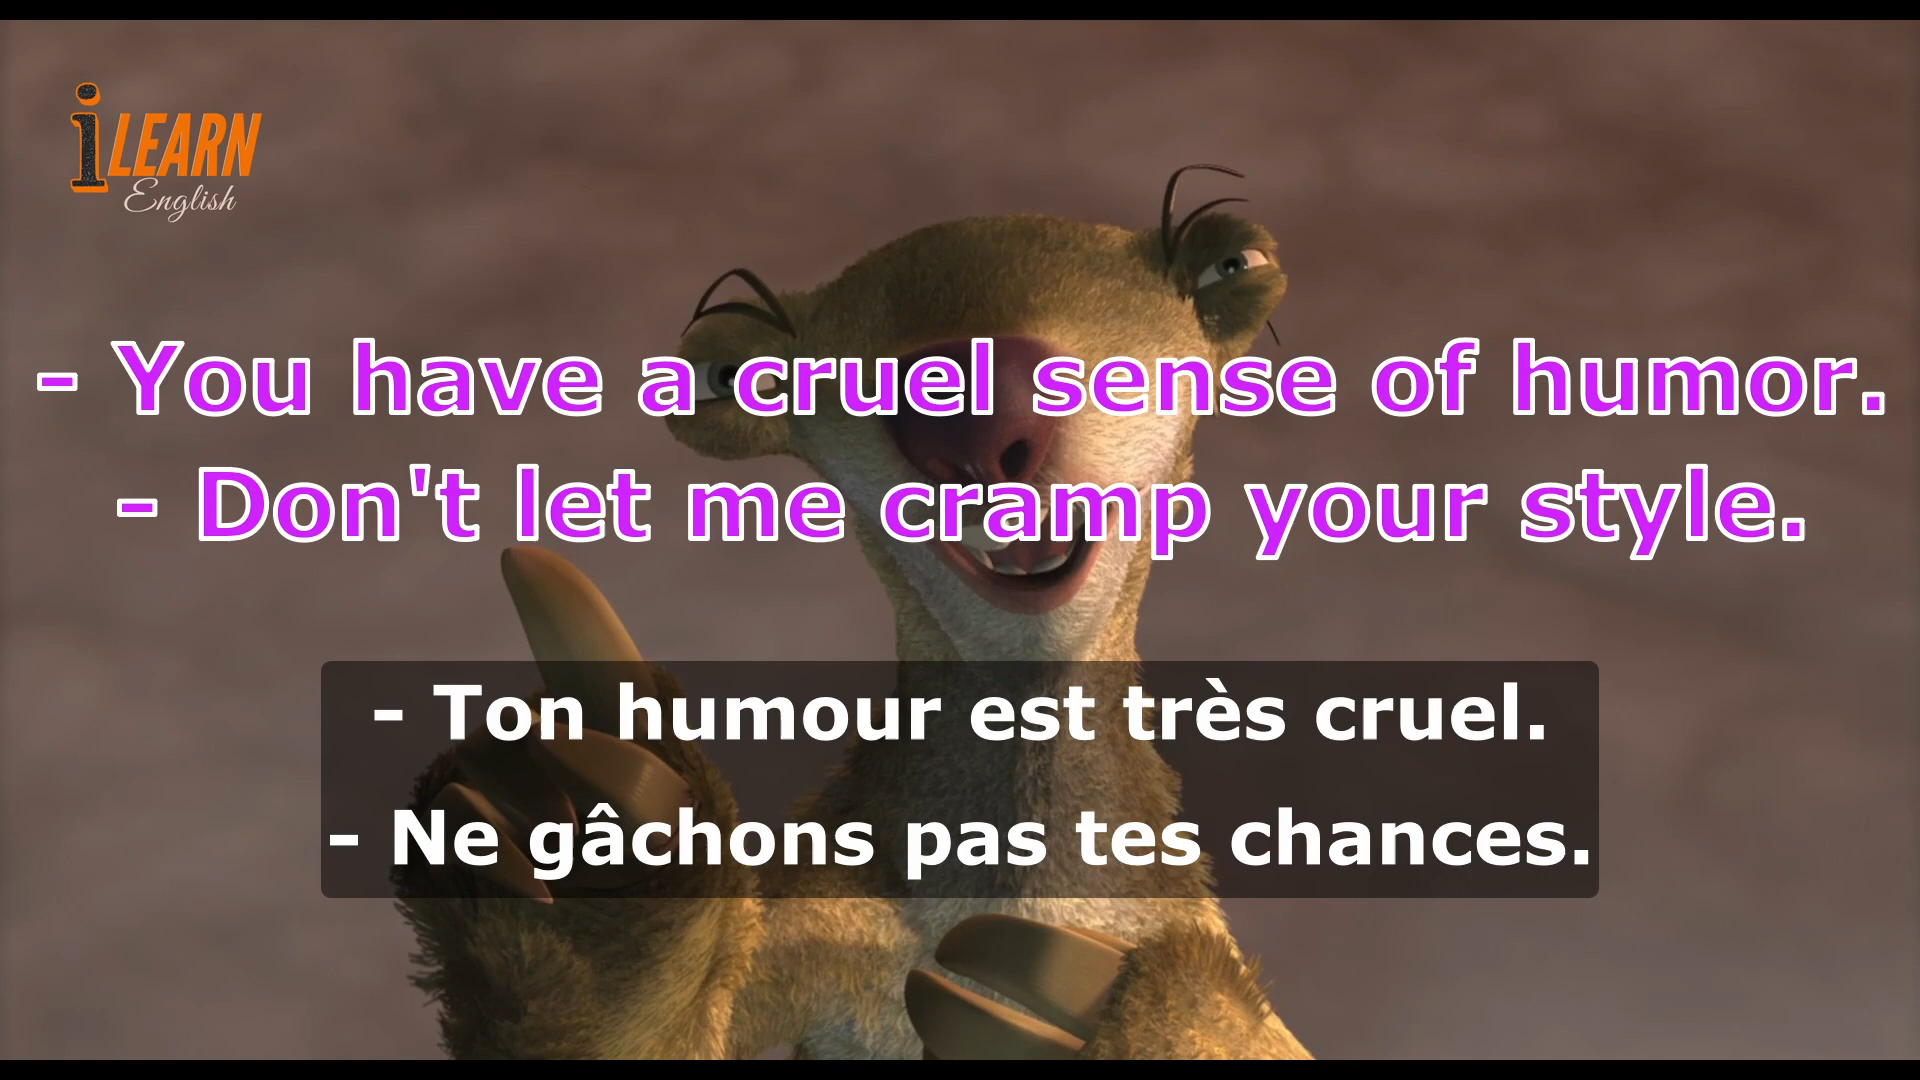 iLEARN
English
- You have a cruel sense of humor.
- Don't let me cramp your style.
- Ton humour est très cruel.
- Ne gâchons pas tes chances.